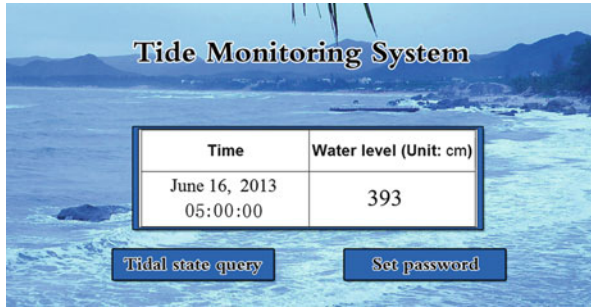 Tide Monitoring System
Time
Water level (Unit: cm)
June 16, 2013
05:00:00
393
Tidal state query
Set password